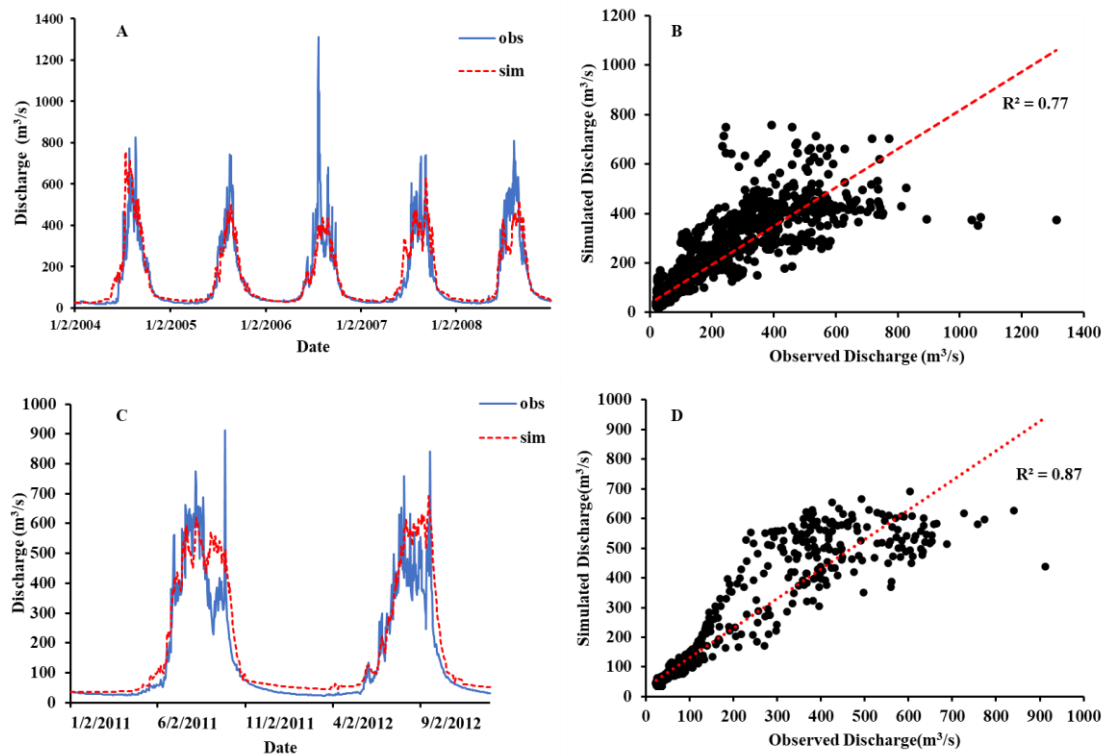 A
obs
sim
1400
1200
1000
800
600
400
200
0
Discharge (m³/s)
1/2/2004 1/2/2005 1/2/2006 1/2/2007 1/2/2008
Date
B
R² = 0.77
1200
1000
800
600
400
200
0
Simulated Discharge (m³/s)
0 200 400 600 800 1000 1200 1400
Observed Discharge (m³/s)
C
obs
sim
1000
900
800
700
600
500
400
300
200
100
0
Discharge (m³/s)
1/2/2011 6/2/2011 11/2/2011 4/2/2012 9/2/2012
Date
D
R² = 0.87
1000
900
800
700
600
500
400
300
200
100
0
Simulated Discharge(m³/s)
0 100 200 300 400 500 600 700 800 900 1000
Observed Discharge(m³/s)